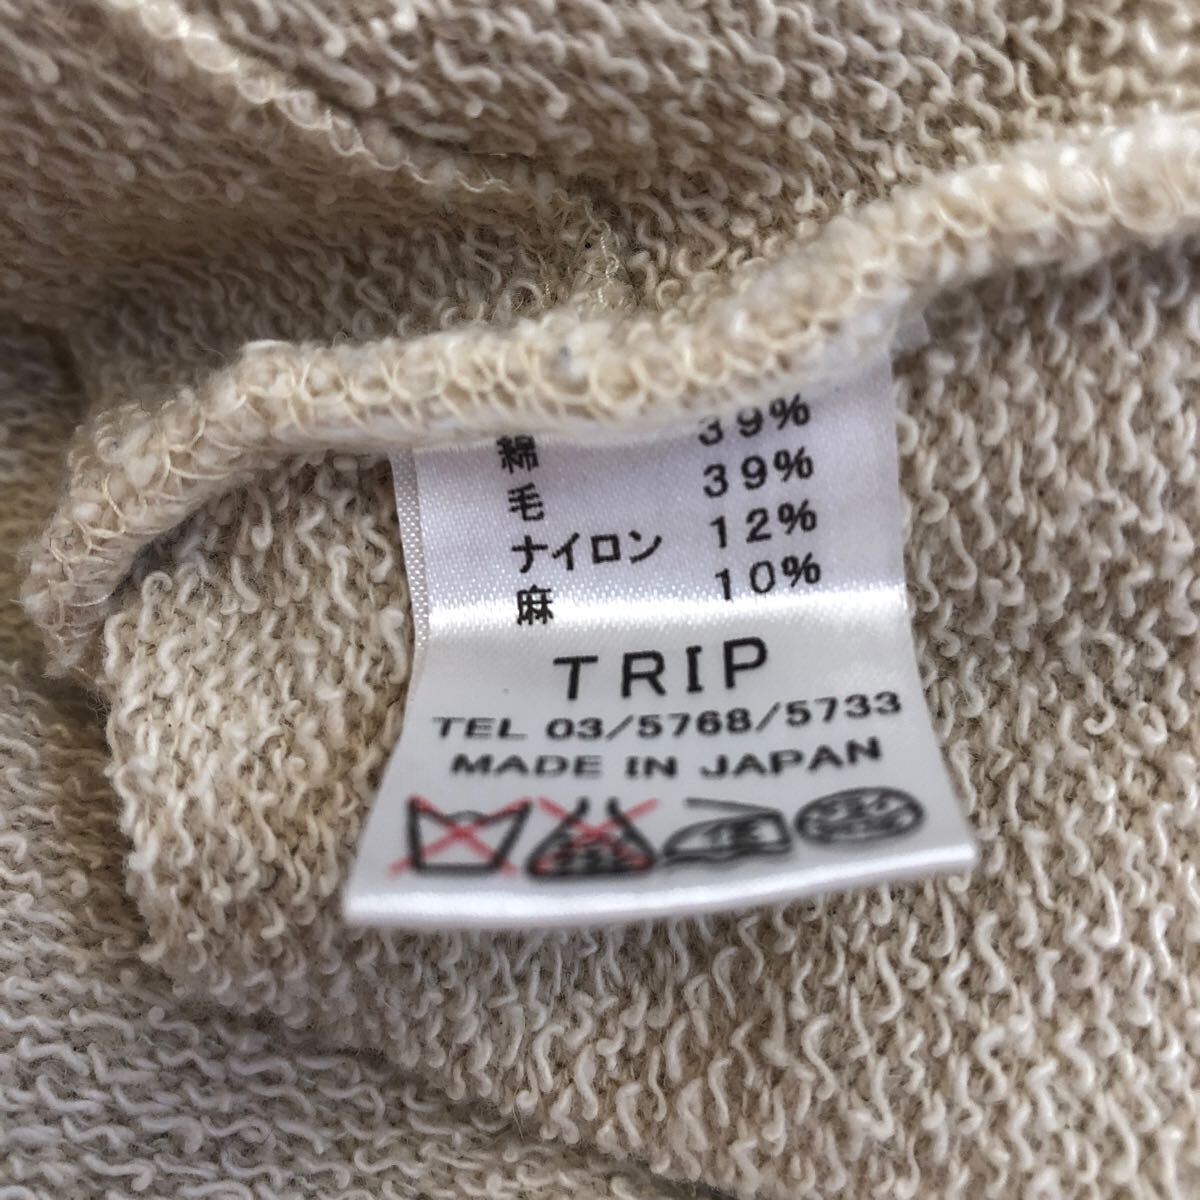 綿 39%
毛 39%
ナイロン 12%
麻 10%
TRIP
TEL 03/5768/5733
MADE IN JAPAN